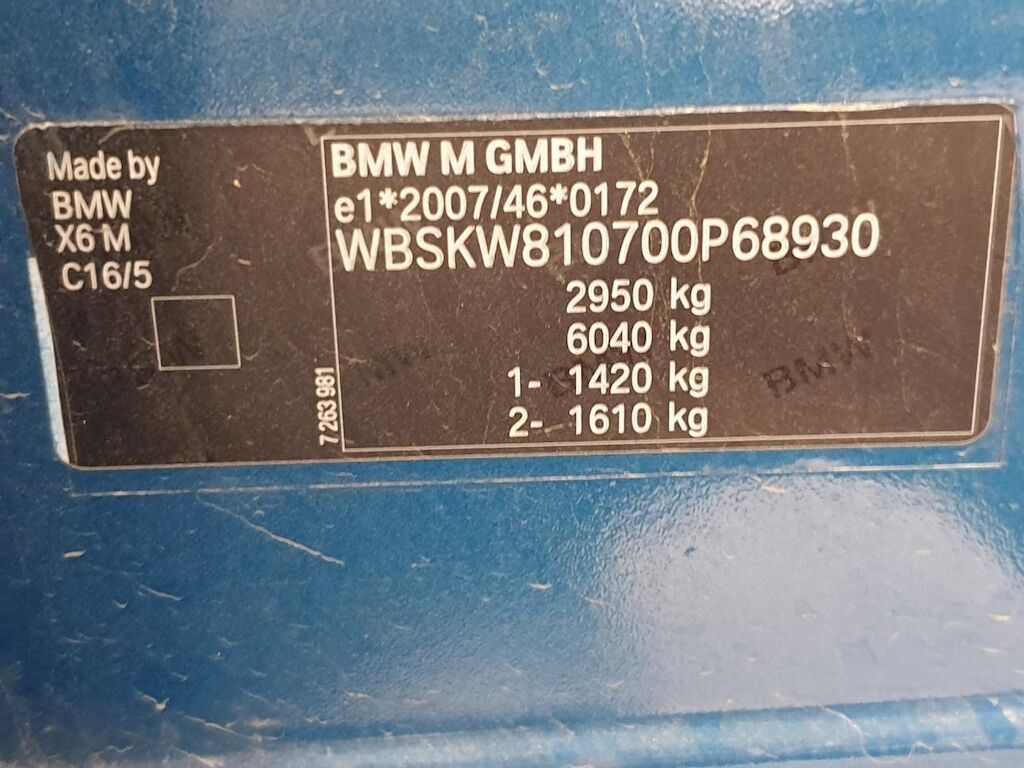 Made by
BMW
X6 M
C16/5
7 263 981
BMW M GMBH
e1*2007/46*0172
WBSKW810700P68930
2950 kg
6040 kg
1- 1420 kg
2- 1610 kg
BMW